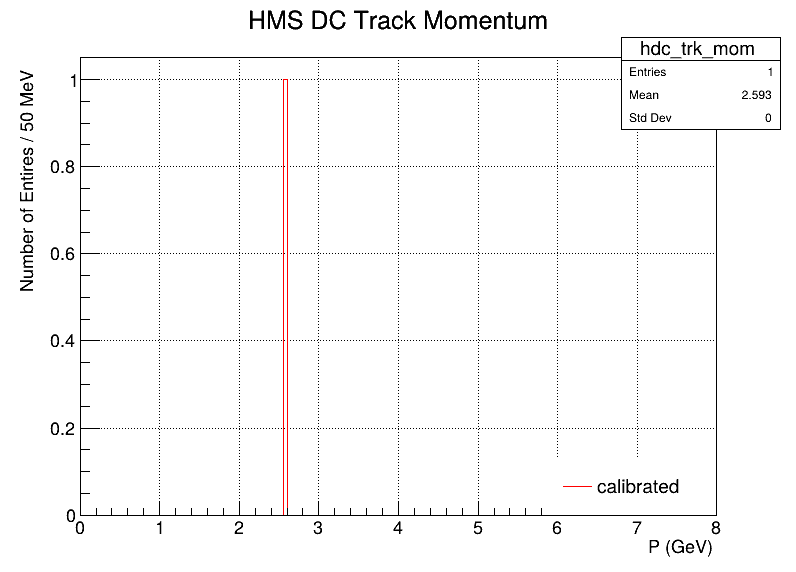 HMS DC Track Momentum
hdc_trk_mom
Entries 1
Mean 2.593
Std Dev 0
Number of Entires / 50 MeV
1
0.8
0.6
0.4
0.2
0
calibrated
0 1 2 3 4 5 6 7 8
P (GeV)